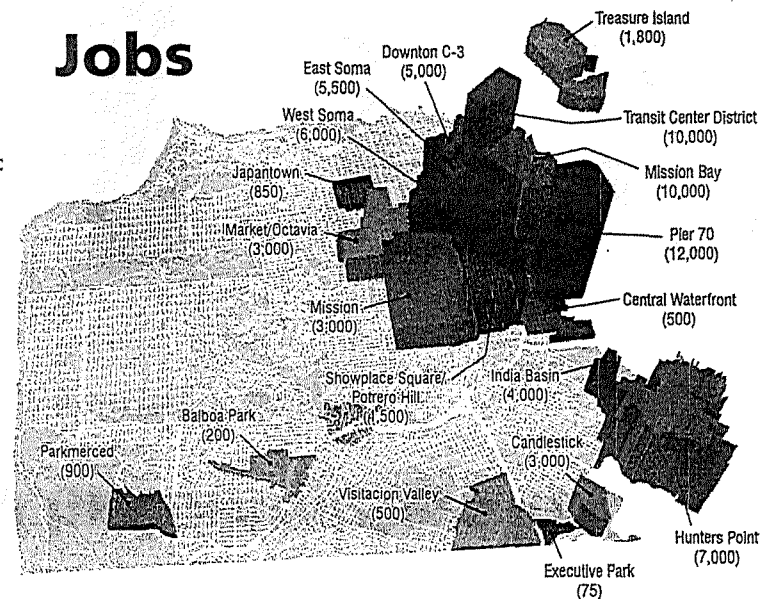 Jobs
Treasure Island
(1,800)
Downton C-3
(5,000)
East Soma
(5,500)
West Soma
(6,000)
Transit Center District
(10,000)
Japantown
(850)
Mission Bay
(10,000)
Market/Octavia
(3,000)
Pier 70
(12,000)
Mission
(3,000)
Central Waterfront
(500)
Showplace Square/
Potrero Hill
(1,500)
India Basin
(4,000)
Balboa Park
(200)
Candlestick
(3,000)
Parkmerced
(900)
Visitacion Valley
(500)
Hunters Point
(7,000)
Executive Park
(75)